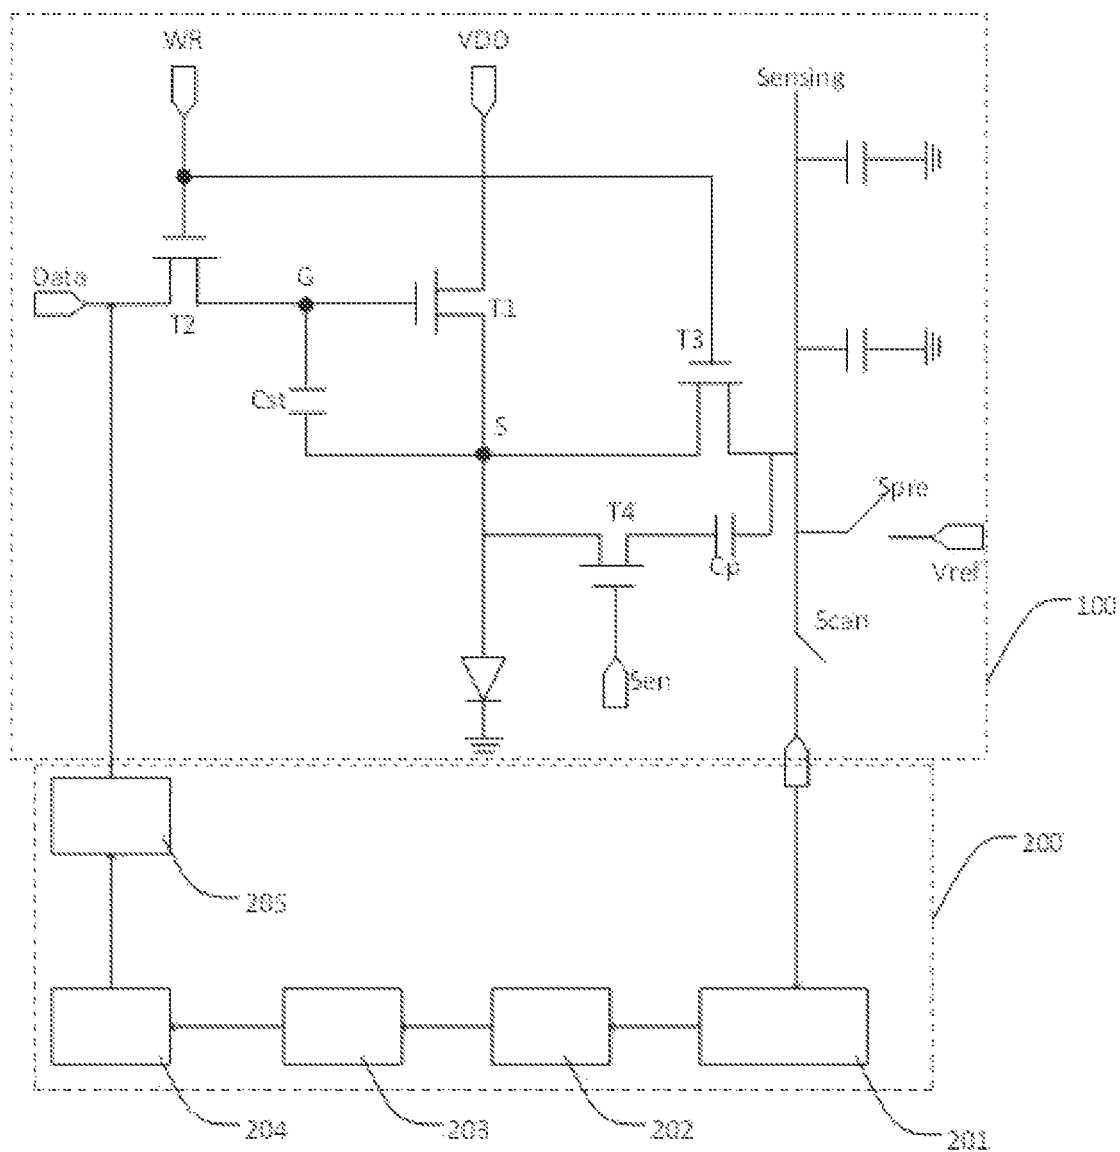 WR
VDD
Sensing
Data
G
T2
T1
T3
Cst
S
Spre
T4
Cp
Vref
100
Scan
Sen
200
205
204
203
202
201